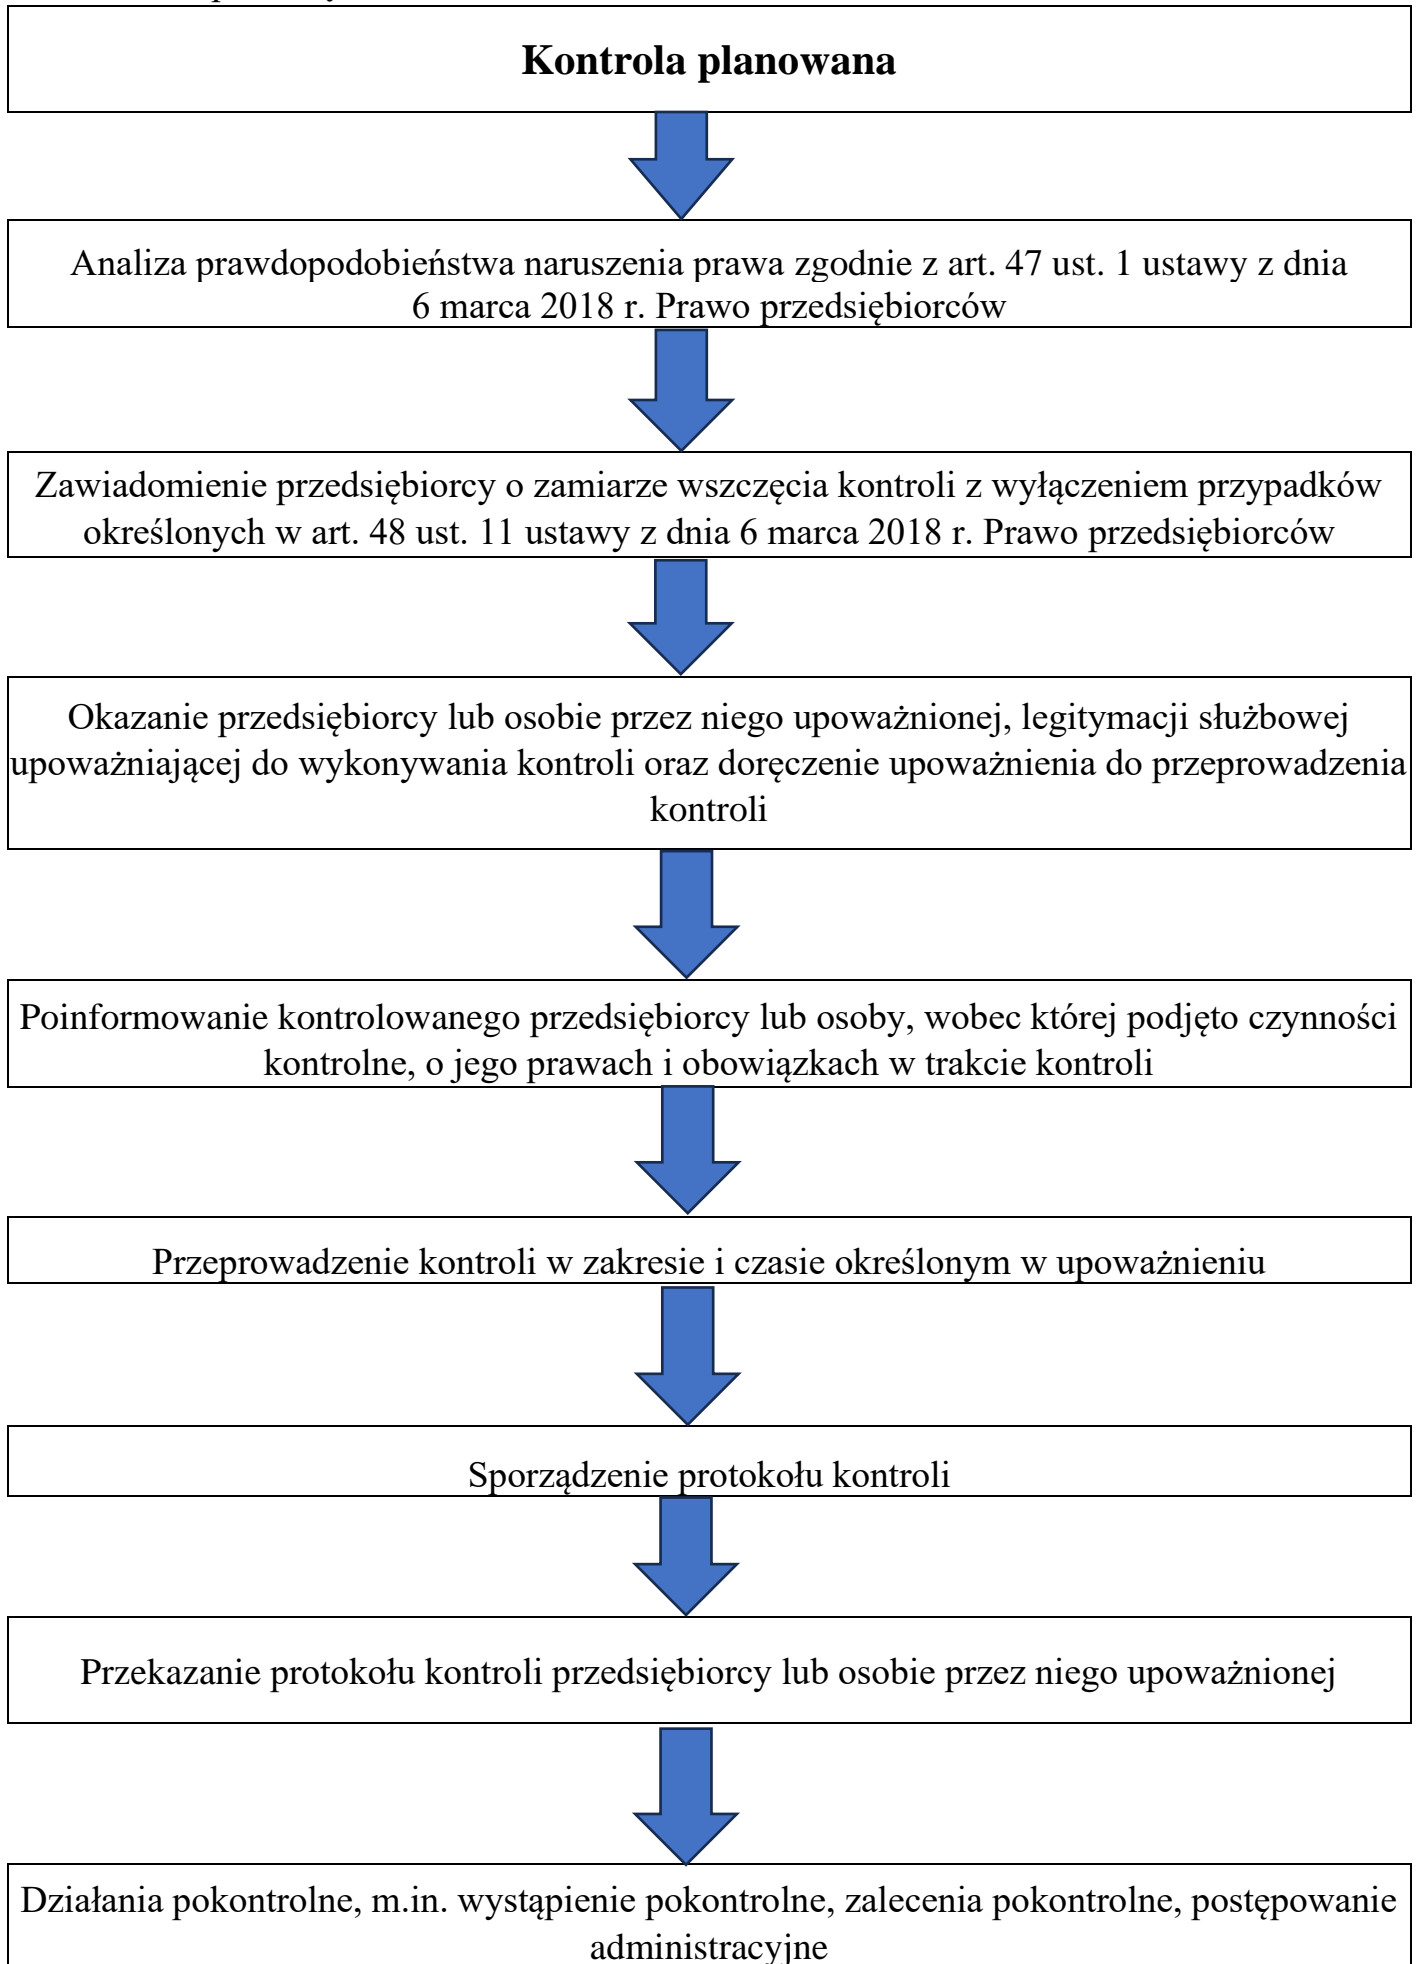 Kontrola planowana
Analiza prawdopodobieństwa naruszenia prawa zgodnie z art. 47 ust. 1 ustawy z dnia
6 marca 2018 r. Prawo przedsiębiorców
Zawiadomienie przedsiębiorcy o zamiarze wszczęcia kontroli z wyłączeniem przypadków
określonych w art. 48 ust. 11 ustawy z dnia 6 marca 2018 r. Prawo przedsiębiorców
Okazanie przedsiębiorcy lub osobie przez niego upoważnionej, legitymacji służbowej
upoważniającej do wykonywania kontroli oraz doręczenie upoważnienia do przeprowadzenia
kontroli
Poinformowanie kontrolowanego przedsiębiorcy lub osoby, wobec której podjęto czynności
kontrolne, o jego prawach i obowiązkach w trakcie kontroli
Przeprowadzenie kontroli w zakresie i czasie określonym w upoważnieniu
Sporządzenie protokołu kontroli
Przekazanie protokołu kontroli przedsiębiorcy lub osobie przez niego upoważnionej
Działania pokontrolne, m.in. wystąpienie pokontrolne, zalecenia pokontrolne, postępowanie
administracyjne